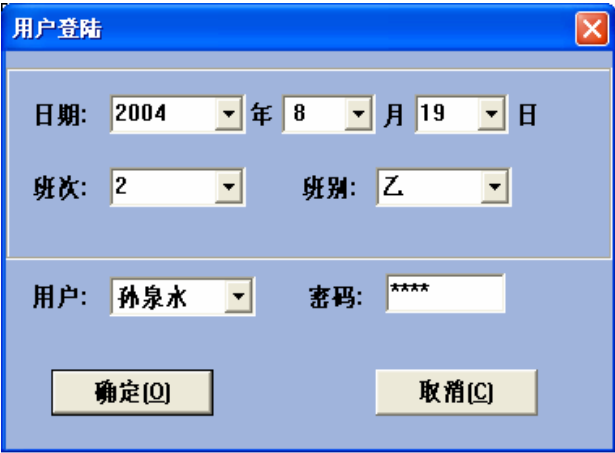 用户登陆
日期: 2004 年 8 月 19 日
班次: 2 班别: 乙
用户: 孙泉水 密码: ****
确定(O) 取消(C)